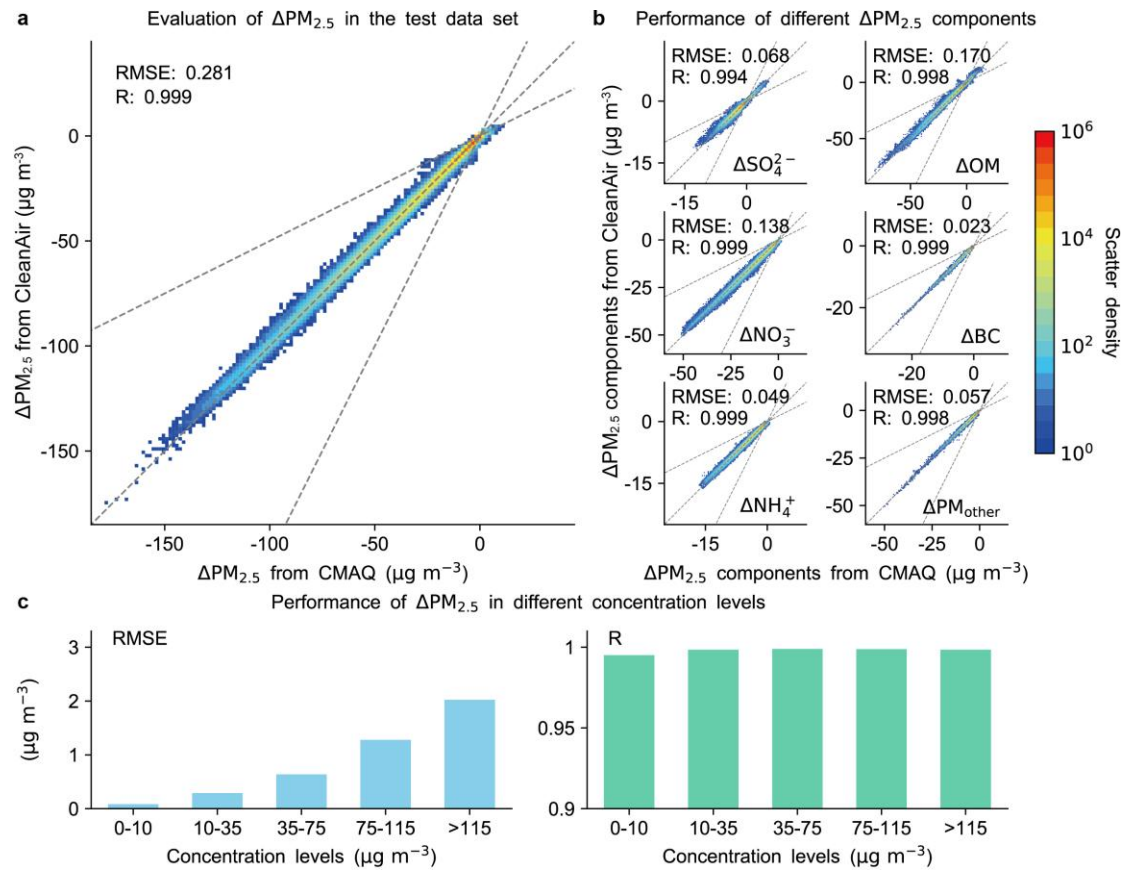 a Evaluation of ΔPM₂.₅ in the test data set
RMSE: 0.281
R: 0.999
ΔPM₂.₅ from CleanAir (μg m⁻³)
0
-50
-100
-150
-150 -100 -50 0
ΔPM₂.₅ from CMAQ (μg m⁻³)
b Performance of different ΔPM₂.₅ components
ΔPM₂.₅ components from CleanAir (μg m⁻³)
RMSE: 0.068
R: 0.994
0
-15
ΔSO₄²⁻
-15 0
RMSE: 0.170
R: 0.998
0
-50
ΔOM
-50 0
RMSE: 0.138
R: 0.999
0
-25
-50
ΔNO₃⁻
-50 -25 0
RMSE: 0.023
R: 0.999
0
-20
ΔBC
-20 0
RMSE: 0.049
R: 0.999
0
-15
ΔNH₄⁺
-15 0
RMSE: 0.057
R: 0.998
0
-25
-50
ΔPMother
-50 -25 0
ΔPM₂.₅ components from CMAQ (μg m⁻³)
10⁶
10⁴
10²
10⁰
Scatter density
c Performance of ΔPM₂.₅ in different concentration levels
RMSE
(μg m⁻³)
3
2
1
0
0-10 10-35 35-75 75-115 >115
Concentration levels (μg m⁻³)
R
1
0.95
0.9
0-10 10-35 35-75 75-115 >115
Concentration levels (μg m⁻³)